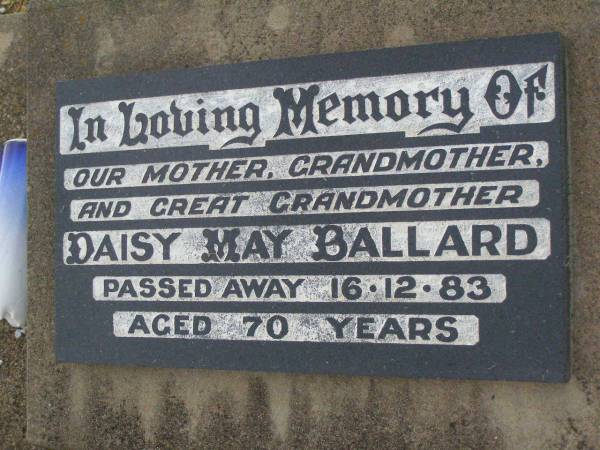 In Loving Memory Of
OUR MOTHER, GRANDMOTHER,
AND GREAT GRANDMOTHER
DAISY MAY BALLARD
PASSED AWAY 16·12·83
AGED 70 YEARS